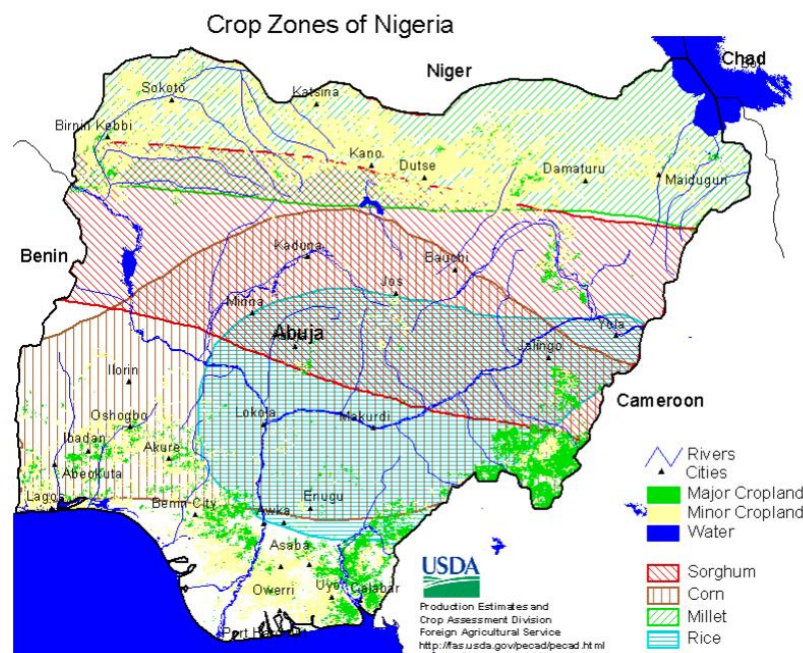 Crop Zones of Nigeria
Chad
Niger
Sokoto
Katsina
Birnin Kebbi
Kano
Dutse
Damaturu
Maiduguri
Benin
Kaduna
Bauchi
Jos
Minna
Abuja
Yola
Jalingo
Ilorin
Cameroon
Oshogbo
Lokoja
Makurdi
Ibadan
Akure
Abeokuta
Lagos
Benin City
Enugu
Awka
Asaba
Owerri
Uyo
Calabar
Rivers
Cities
Major Cropland
Minor Cropland
Water
Sorghum
Corn
Millet
Rice
USDA
Production Estimates and
Crop Assessment Division
Foreign Agricultural Service
http://fas.usda.gov/pecad/pecad.html